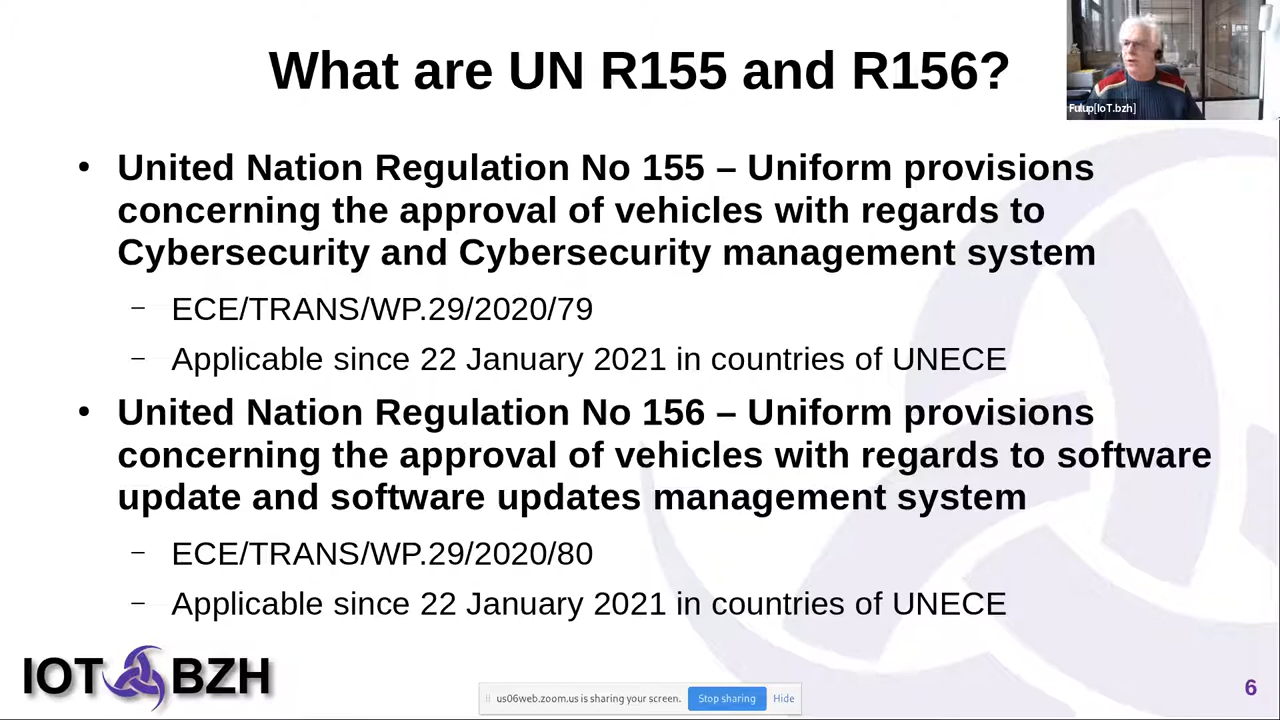 What are UN R155 and R156?
Fulup[IoT.bzh]
• United Nation Regulation No 155 – Uniform provisions
concerning the approval of vehicles with regards to
Cybersecurity and Cybersecurity management system
– ECE/TRANS/WP.29/2020/79
– Applicable since 22 January 2021 in countries of UNECE
• United Nation Regulation No 156 – Uniform provisions
concerning the approval of vehicles with regards to software
update and software updates management system
– ECE/TRANS/WP.29/2020/80
– Applicable since 22 January 2021 in countries of UNECE
IOT BZH
us06web.zoom.us is sharing your screen. Stop sharing Hide
6